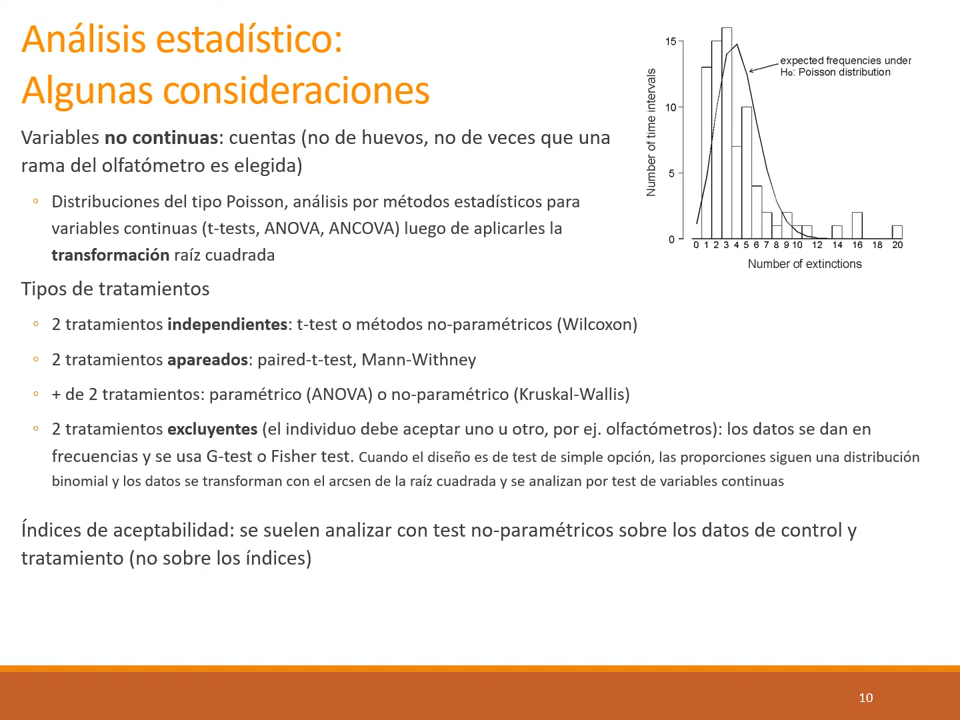 Análisis estadístico:
Algunas consideraciones
Variables no continuas: cuentas (no de huevos, no de veces que una
rama del olfatómetro es elegida)
◦ Distribuciones del tipo Poisson, análisis por métodos estadísticos para
variables continuas (t-tests, ANOVA, ANCOVA) luego de aplicarles la
transformación raíz cuadrada
Tipos de tratamientos
◦ 2 tratamientos independientes: t-test o métodos no-paramétricos (Wilcoxon)
◦ 2 tratamientos apareados: paired-t-test, Mann-Withney
◦ + de 2 tratamientos: paramétrico (ANOVA) o no-paramétrico (Kruskal-Wallis)
◦ 2 tratamientos excluyentes (el individuo debe aceptar uno u otro, por ej. olfactómetros): los datos se dan en
frecuencias y se usa G-test o Fisher test. Cuando el diseño es de test de simple opción, las proporciones siguen una distribución
binomial y los datos se transforman con el arcsen de la raíz cuadrada y se analizan por test de variables continuas
Índices de aceptabilidad: se suelen analizar con test no-paramétricos sobre los datos de control y
tratamiento (no sobre los índices)
expected frequencies under
Ho: Poisson distribution
Number of time intervals
15
10
5
0
0 1 2 3 4 5 6 7 8 9 10 12 14 16 18 20
Number of extinctions
10